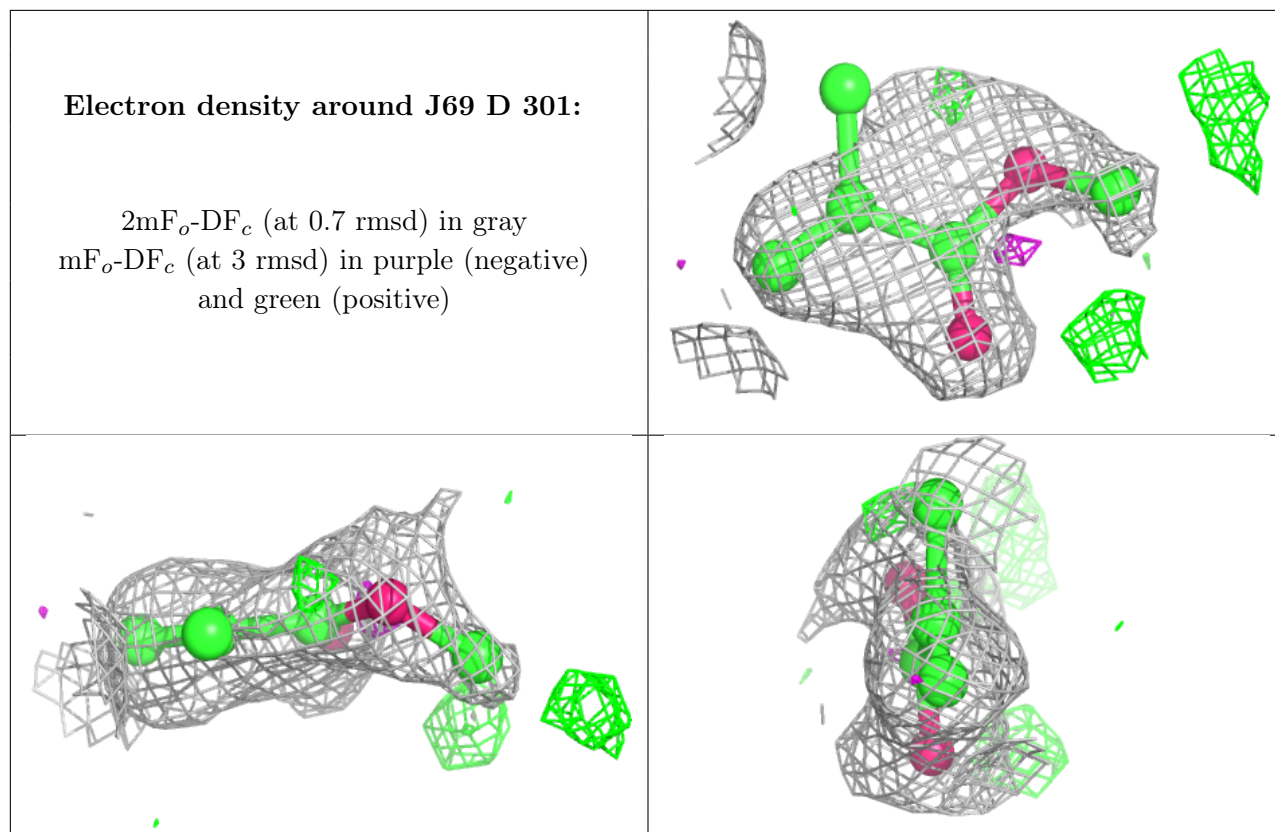 Electron density around J69 D 301:
2mFo-DFc (at 0.7 rmsd) in gray
mFo-DFc (at 3 rmsd) in purple (negative)
and green (positive)